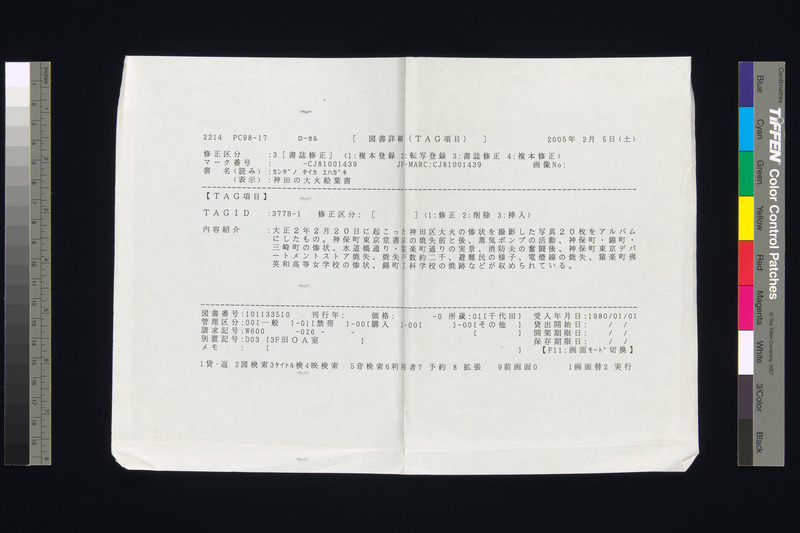 2214 PC98-17 ﾛｰｶﾙ [ 図書詳細(TAG項目) ] 2005年 2月 5日(土)
修正区分 :3[書誌修正] (1:複本登録 2:転写登録 3:書誌修正 4:複本修正)
マーク番号 : -CJ81001439 JP-MARC:CJ81001439 画像No:
書 名(読み):ｶﾝﾀﾞﾉ ﾀｲｶ ｴﾊｶﾞｷ
(表示):神田の大火絵葉書
【TAG項目】
TAGID :377B-1 修正区分: [ ](1:修正 2:削除 3:挿入)
内容紹介 :大正2年2月20日に起こった神田区大火の惨状を撮影した写真20枚をアルバム
にしたもの。神保町東京堂書店の焼失前と後、蒸気ポンプの活動、神保町・錦町・
三崎町の惨状、水道橋通り・猿楽町通りの実景、消防夫の奮闘後、神保町東京デパ
ートメントストア焼失、焼失戸数約二千、避難民の様子、電燈線の焼失、猿楽町佛
英和高等女学校の惨状、錦町工科学校の焼跡などが収められている。
図書番号:101133510 刊行年: 価格: -0 所蔵:01[千代田] 受入年月日:1980/01/01
管理区分:00[一般 ]-01[禁帯 ]-00[購入 ]-00[ ]-00[その他 ] 貸出開始日: / /
請求記号:W600 -026 - - [ 開架期限日: / /
別置記号:D03 [3F旧OA室 ] 保存期限日: / /
メモ : [ ] 【F11:画面ﾓｰﾄﾞ切換】
1貸・返 2図検索3ﾀｲﾄﾙ検4映検索 5音検索6利用者7 予約 8 拡張 9前画面0 1画面替2 実行
inches
Centimetres
TIFFEN Color Control Patches
© The Tiffen Company, 2007
Blue
Cyan
Green
Yellow
Red
Magenta
White
3/Color
Black